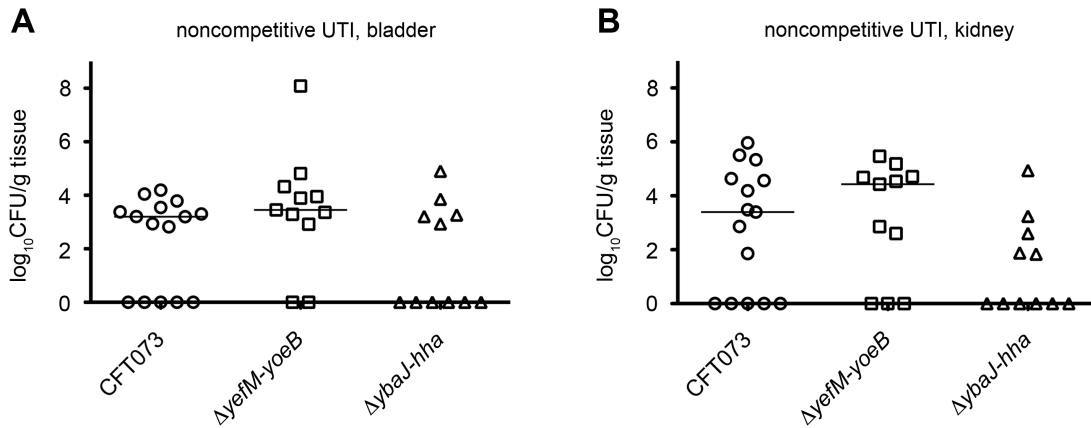 A
noncompetitive UTI, bladder
log₁₀CFU/g tissue
8
6
4
2
0
CFT073
ΔyefM-yoeB
ΔybaJ-hha
B
noncompetitive UTI, kidney
log₁₀CFU/g tissue
8
6
4
2
0
CFT073
ΔyefM-yoeB
ΔybaJ-hha